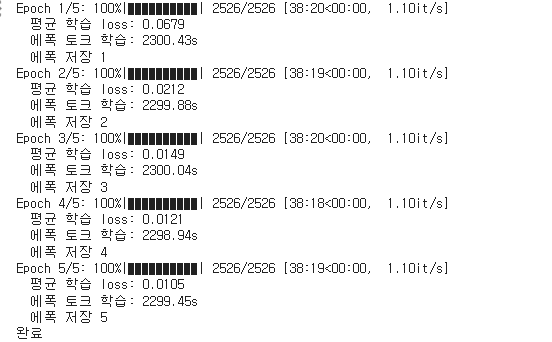 Epoch 1/5: 100%|██████████| 2526/2526 [38:20<00:00,  1.10it/s]
평균 학습 loss: 0.0679
에폭 토크 학습: 2300.43s
에폭 저장 1
Epoch 2/5: 100%|██████████| 2526/2526 [38:19<00:00,  1.10it/s]
평균 학습 loss: 0.0212
에폭 토크 학습: 2299.88s
에폭 저장 2
Epoch 3/5: 100%|██████████| 2526/2526 [38:20<00:00,  1.10it/s]
평균 학습 loss: 0.0149
에폭 토크 학습: 2300.04s
에폭 저장 3
Epoch 4/5: 100%|██████████| 2526/2526 [38:18<00:00,  1.10it/s]
평균 학습 loss: 0.0121
에폭 토크 학습: 2298.94s
에폭 저장 4
Epoch 5/5: 100%|██████████| 2526/2526 [38:19<00:00,  1.10it/s]
평균 학습 loss: 0.0105
에폭 토크 학습: 2299.45s
에폭 저장 5
완료